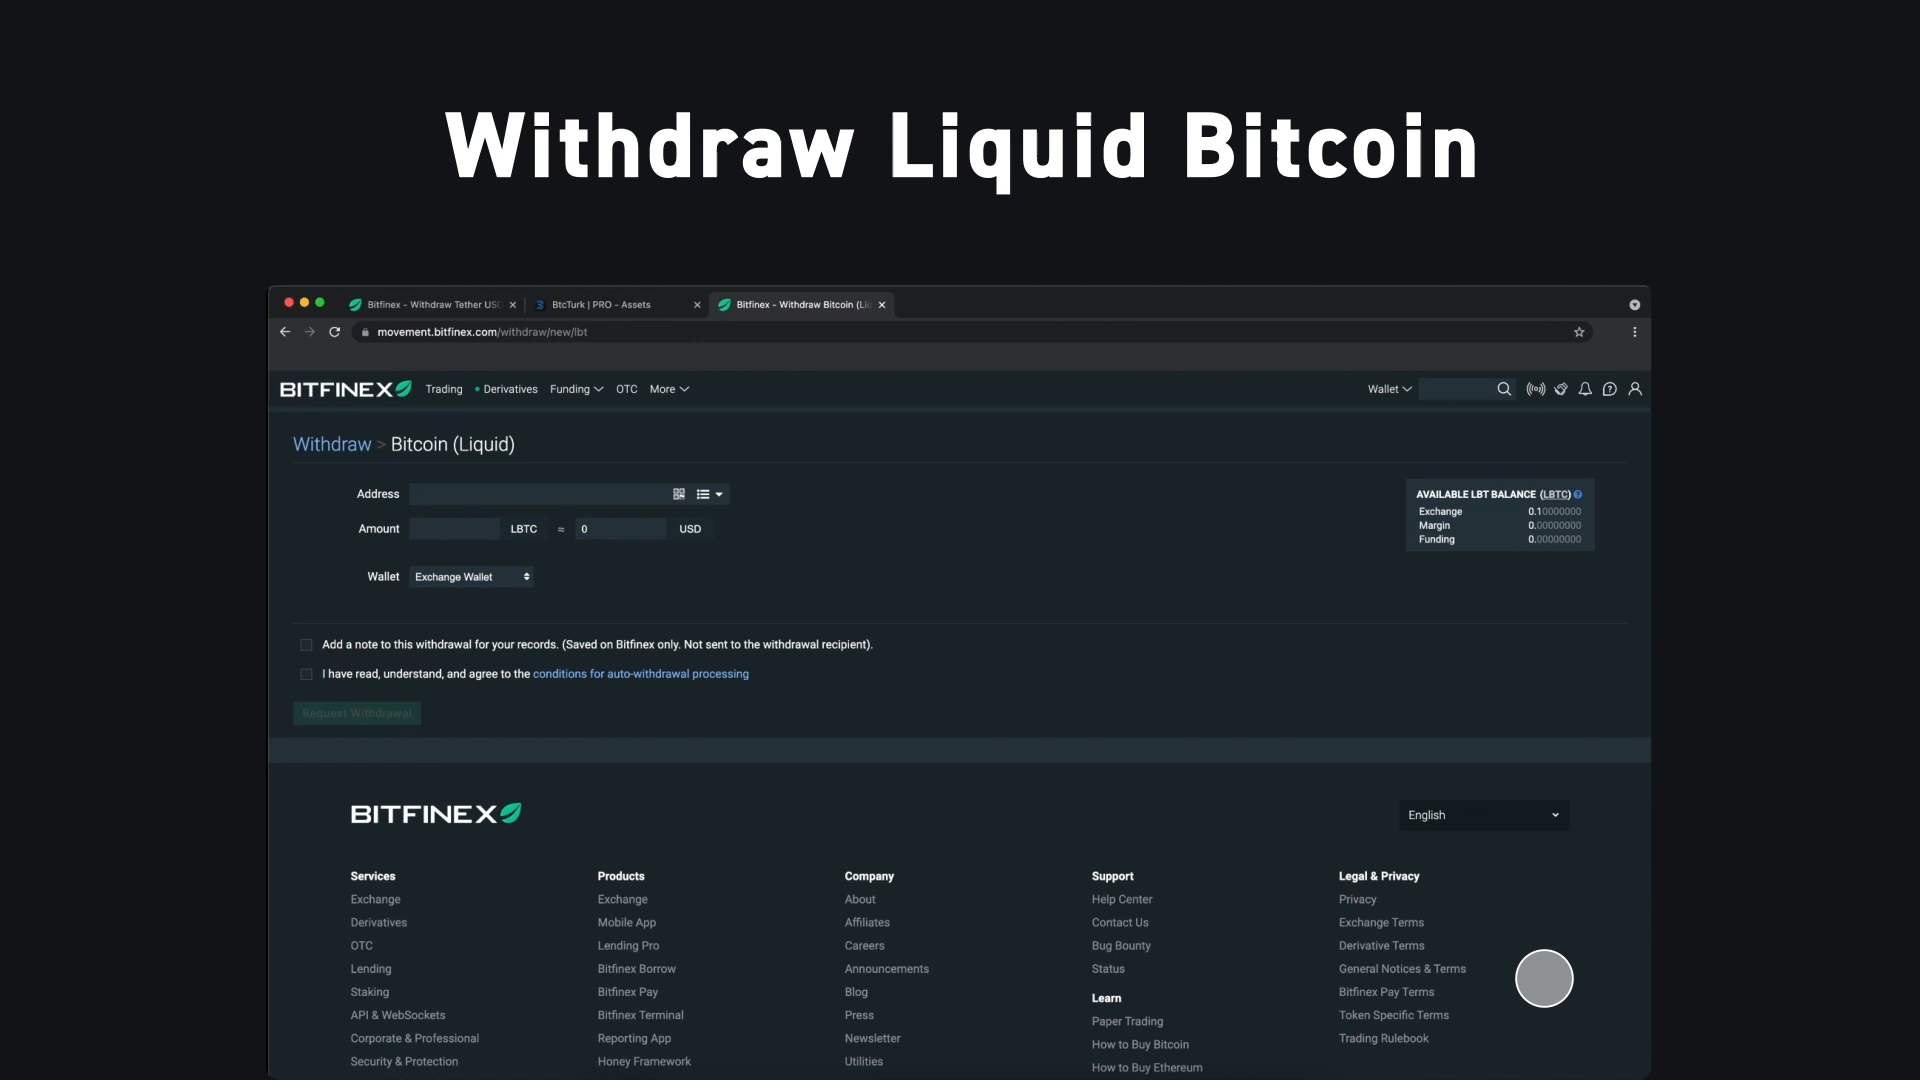 Withdraw Liquid Bitcoin
Bitfinex - Withdraw Tether US
BtcTurk | PRO - Assets
Bitfinex - Withdraw Bitcoin (Li
movement.bitfinex.com/withdraw/new/lbt
BITFINEX Trading Derivatives Funding OTC More Wallet
Withdraw > Bitcoin (Liquid)
Address
Amount LBTC ≈ 0 USD
Wallet Exchange Wallet
AVAILABLE LBT BALANCE (LBTC) ?
Exchange 0.10000000
Margin 0.00000000
Funding 0.00000000
Add a note to this withdrawal for your records. (Saved on Bitfinex only. Not sent to the withdrawal recipient).
I have read, understand, and agree to the conditions for auto-withdrawal processing
Request Withdrawal
BITFINEX
English
Services
Exchange
Derivatives
OTC
Lending
Staking
API & WebSockets
Corporate & Professional
Security & Protection
Products
Exchange
Mobile App
Lending Pro
Bitfinex Borrow
Bitfinex Pay
Bitfinex Terminal
Reporting App
Honey Framework
Company
About
Affiliates
Careers
Announcements
Blog
Press
Newsletter
Utilities
Support
Help Center
Contact Us
Bug Bounty
Status
Learn
Paper Trading
How to Buy Bitcoin
How to Buy Ethereum
Legal & Privacy
Privacy
Exchange Terms
Derivative Terms
General Notices & Terms
Bitfinex Pay Terms
Token Specific Terms
Trading Rulebook